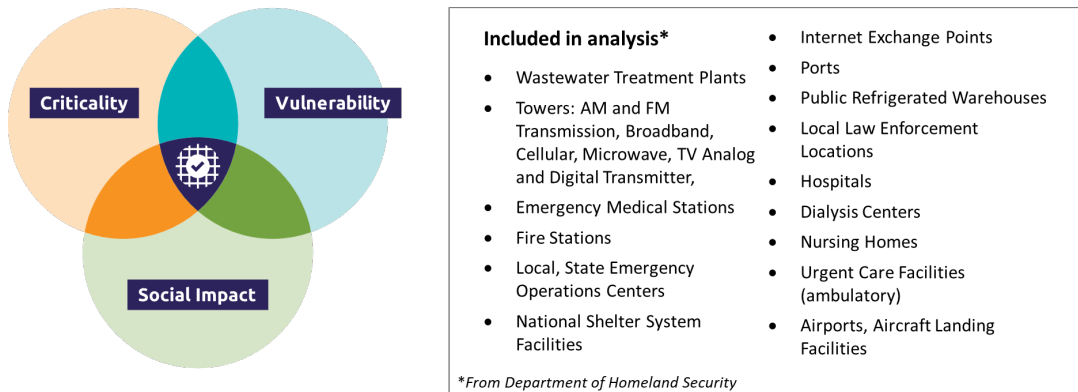 Criticality
Vulnerability
Social Impact
Included in analysis*
• Wastewater Treatment Plants
• Towers: AM and FM
Transmission, Broadband,
Cellular, Microwave, TV Analog
and Digital Transmitter,
• Emergency Medical Stations
• Fire Stations
• Local, State Emergency
Operations Centers
• National Shelter System
Facilities
• Internet Exchange Points
• Ports
• Public Refrigerated Warehouses
• Local Law Enforcement
Locations
• Hospitals
• Dialysis Centers
• Nursing Homes
• Urgent Care Facilities
(ambulatory)
• Airports, Aircraft Landing
Facilities
*From Department of Homeland Security